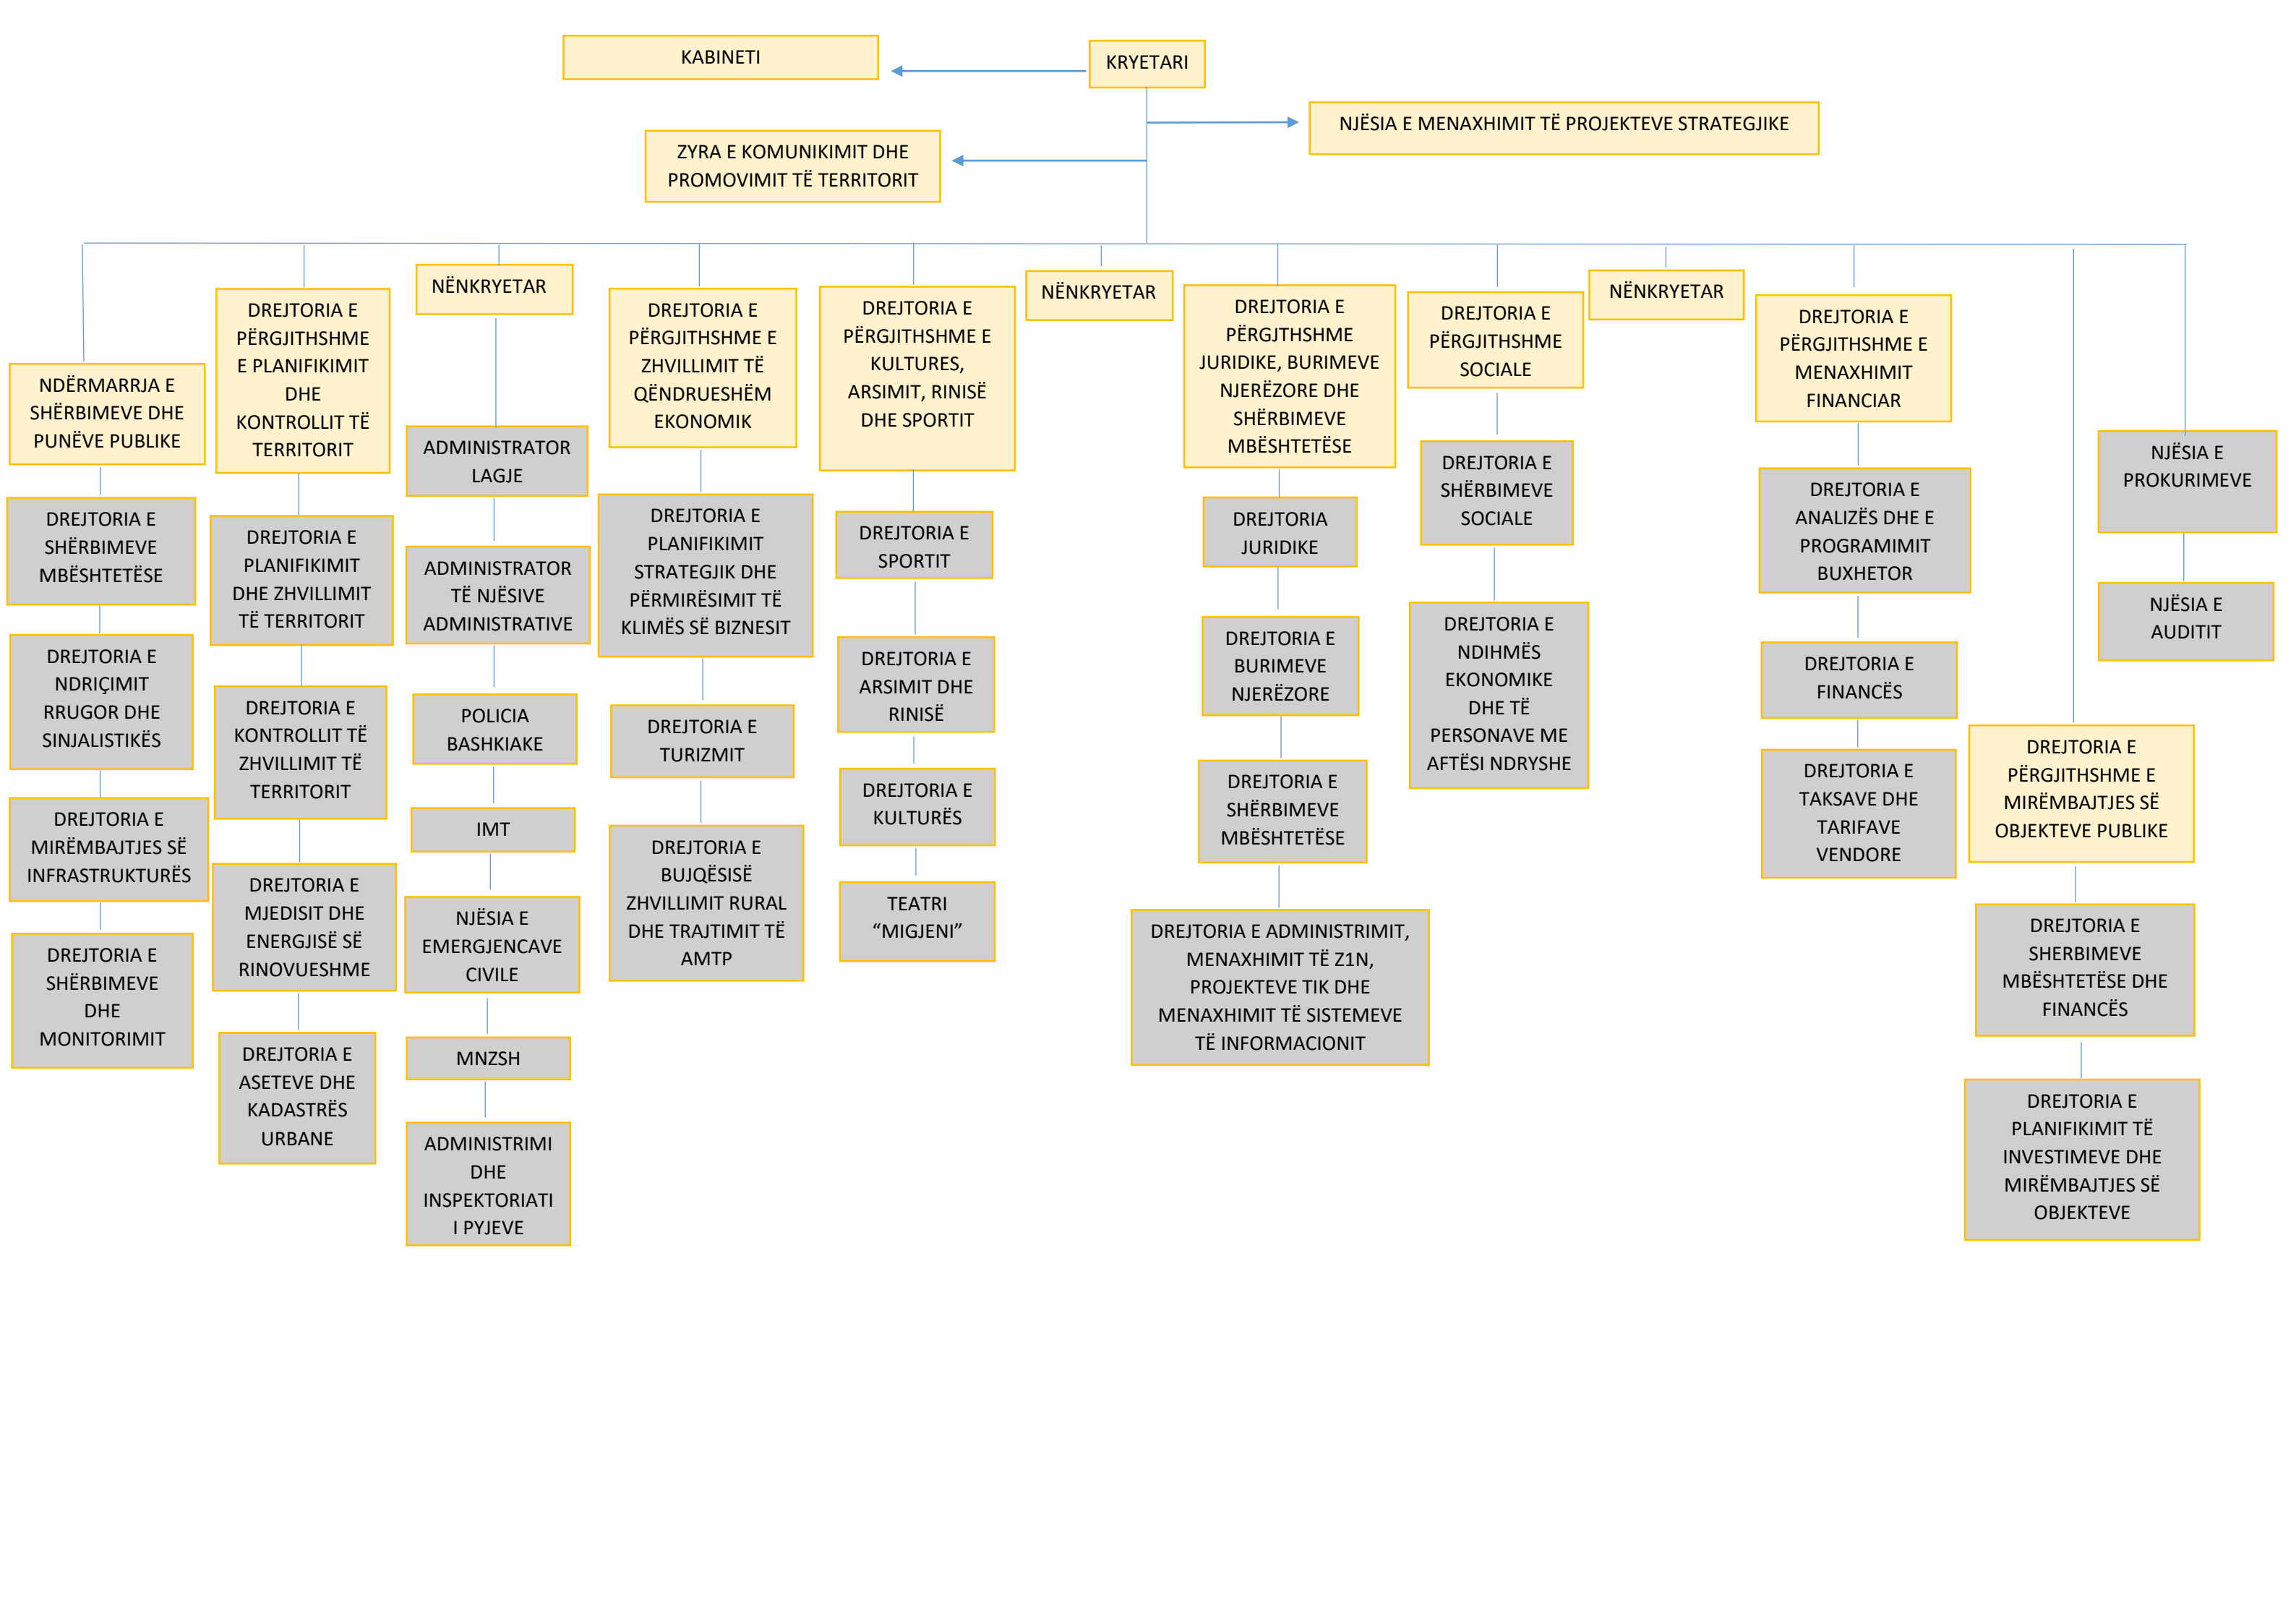 KABINETI
KRYETARI
NJËSIA E MENAXHIMIT TË PROJEKTEVE STRATEGJIKE
ZYRA E KOMUNIKIMIT DHE
PROMOVIMIT TË TERRITORIT
NDËRMARRJA E
SHËRBIMEVE DHE
PUNËVE PUBLIKE
DREJTORIA E
SHËRBIMEVE
MBËSHTETËSE
DREJTORIA E
NDRIÇIMIT
RRUGOR DHE
SINJALISTIKËS
DREJTORIA E
MIRËMBAJTJES SË
INFRASTRUKTURËS
DREJTORIA E
SHËRBIMEVE
DHE
MONITORIMIT
DREJTORIA E
PËRGJITHSHME
E PLANIFIKIMIT
DHE
KONTROLLIT TË
TERRITORIT
DREJTORIA E
PLANIFIKIMIT
DHE ZHVILLIMIT
TË TERRITORIT
DREJTORIA E
KONTROLLIT TË
ZHVILLIMIT TË
TERRITORIT
DREJTORIA E
MJEDISIT DHE
ENERGJISË SË
RINOVUESHME
DREJTORIA E
ASETEVE DHE
KADASTRËS
URBANE
NËNKRYETAR
ADMINISTRATOR
LAGJE
ADMINISTRATOR
TË NJËSIVE
ADMINISTRATIVE
POLICIA
BASHKIAKE
IMT
NJËSIA E
EMERGJENCAVE
CIVILE
MNZSH
ADMINISTRIMI
DHE
INSPEKTORIATI
I PYJEVE
DREJTORIA E
PËRGJITHSHME E
ZHVILLIMIT TË
QËNDRUESHËM
EKONOMIK
DREJTORIA E
PLANIFIKIMIT
STRATEGJIK DHE
PËRMIRËSIMIT TË
KLIMËS SË BIZNESIT
DREJTORIA E
TURIZMIT
DREJTORIA E
BUJQËSISË
ZHVILLIMIT RURAL
DHE TRAJTIMIT TË
AMTP
DREJTORIA E
PËRGJITHSHME E
KULTURES,
ARSIMIT, RINISË
DHE SPORTIT
DREJTORIA E
SPORTIT
DREJTORIA E
ARSIMIT DHE
RINISË
DREJTORIA E
KULTURËS
TEATRI
“MIGJENI”
NËNKRYETAR
DREJTORIA E
PËRGJITHSHME
JURIDIKE, BURIMEVE
NJERËZORE DHE
SHËRBIMEVE
MBËSHTETËSE
DREJTORIA
JURIDIKE
DREJTORIA E
BURIMEVE
NJERËZORE
DREJTORIA E
SHËRBIMEVE
MBËSHTETËSE
DREJTORIA E ADMINISTRIMIT,
MENAXHIMIT TË Z1N,
PROJEKTEVE TIK DHE
MENAXHIMIT TË SISTEMEVE
TË INFORMACIONIT
DREJTORIA E
PËRGJITHSHME
SOCIALE
DREJTORIA E
SHËRBIMEVE
SOCIALE
DREJTORIA E
NDIHMËS
EKONOMIKE
DHE TË
PERSONAVE ME
AFTËSI NDRYSHE
NËNKRYETAR
DREJTORIA E
PËRGJITHSHME E
MENAXHIMIT
FINANCIAR
DREJTORIA E
ANALIZËS DHE E
PROGRAMIMIT
BUXHETOR
DREJTORIA E
FINANCËS
DREJTORIA E
TAKSAVE DHE
TARIFAVE
VENDORE
DREJTORIA E
PËRGJITHSHME E
MIRËMBAJTJES SË
OBJEKTEVE PUBLIKE
DREJTORIA E
SHERBIMEVE
MBËSHTETËSE DHE
FINANCËS
DREJTORIA E
PLANIFIKIMIT TË
INVESTIMEVE DHE
MIRËMBAJTJES SË
OBJEKTEVE
NJËSIA E
PROKURIMEVE
NJËSIA E
AUDITIT